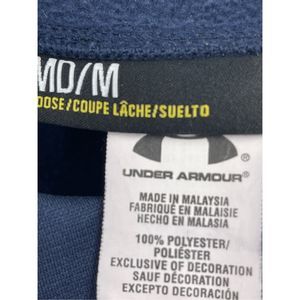 MD/M
OOSE/COUPE LÂCHE/SUELTO
UNDER ARMOUR®
MADE IN MALAYSIA
FABRIQUÉ EN MALAISIE
HECHO EN MALASIA
100% POLYESTER/
POLIÉSTER
EXCLUSIVE OF DECORATION
SAUF DÉCORATION
EXCEPTO DECORACIÓN